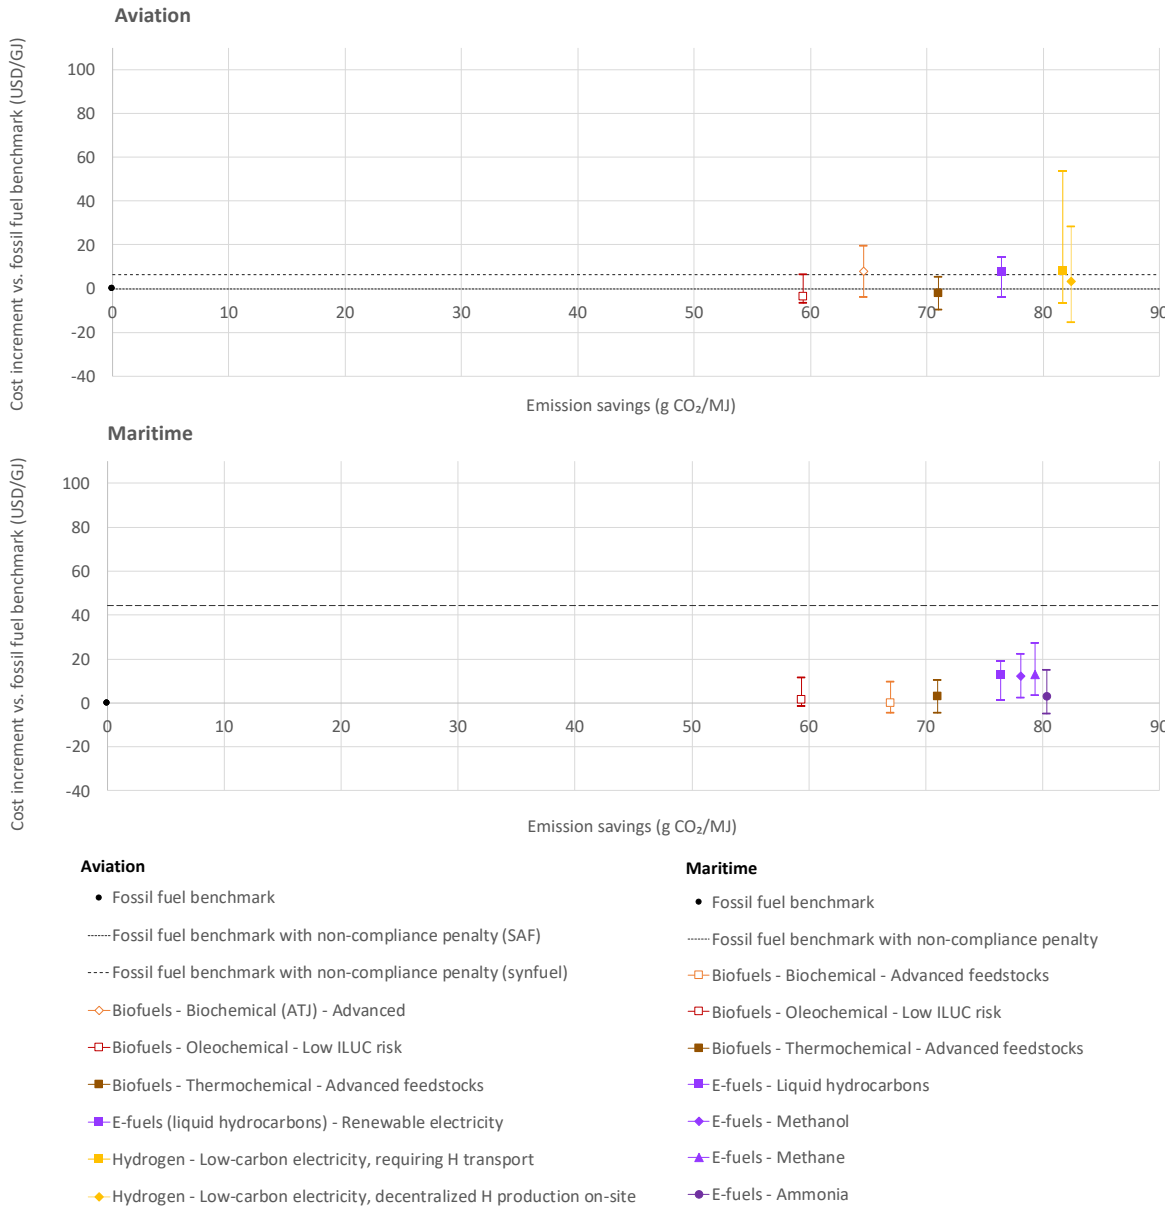 Aviation
Cost increment vs. fossil fuel benchmark (USD/GJ)
100
80
60
40
20
0
-20
-40
0
10
20
30
40
50
60
70
80
90
Emission savings (g CO₂/MJ)
Maritime
Cost increment vs. fossil fuel benchmark (USD/GJ)
100
80
60
40
20
0
-20
-40
0
10
20
30
40
50
60
70
80
90
Emission savings (g CO₂/MJ)
Aviation
Fossil fuel benchmark
Fossil fuel benchmark with non-compliance penalty (SAF)
Fossil fuel benchmark with non-compliance penalty (synfuel)
Biofuels - Biochemical (ATJ) - Advanced
Biofuels - Oleochemical - Low ILUC risk
Biofuels - Thermochemical - Advanced feedstocks
E-fuels (liquid hydrocarbons) - Renewable electricity
Hydrogen - Low-carbon electricity, requiring H transport
Hydrogen - Low-carbon electricity, decentralized H production on-site
Maritime
Fossil fuel benchmark
Fossil fuel benchmark with non-compliance penalty
Biofuels - Biochemical - Advanced feedstocks
Biofuels - Oleochemical - Low ILUC risk
Biofuels - Thermochemical - Advanced feedstocks
E-fuels - Liquid hydrocarbons
E-fuels - Methanol
E-fuels - Methane
E-fuels - Ammonia